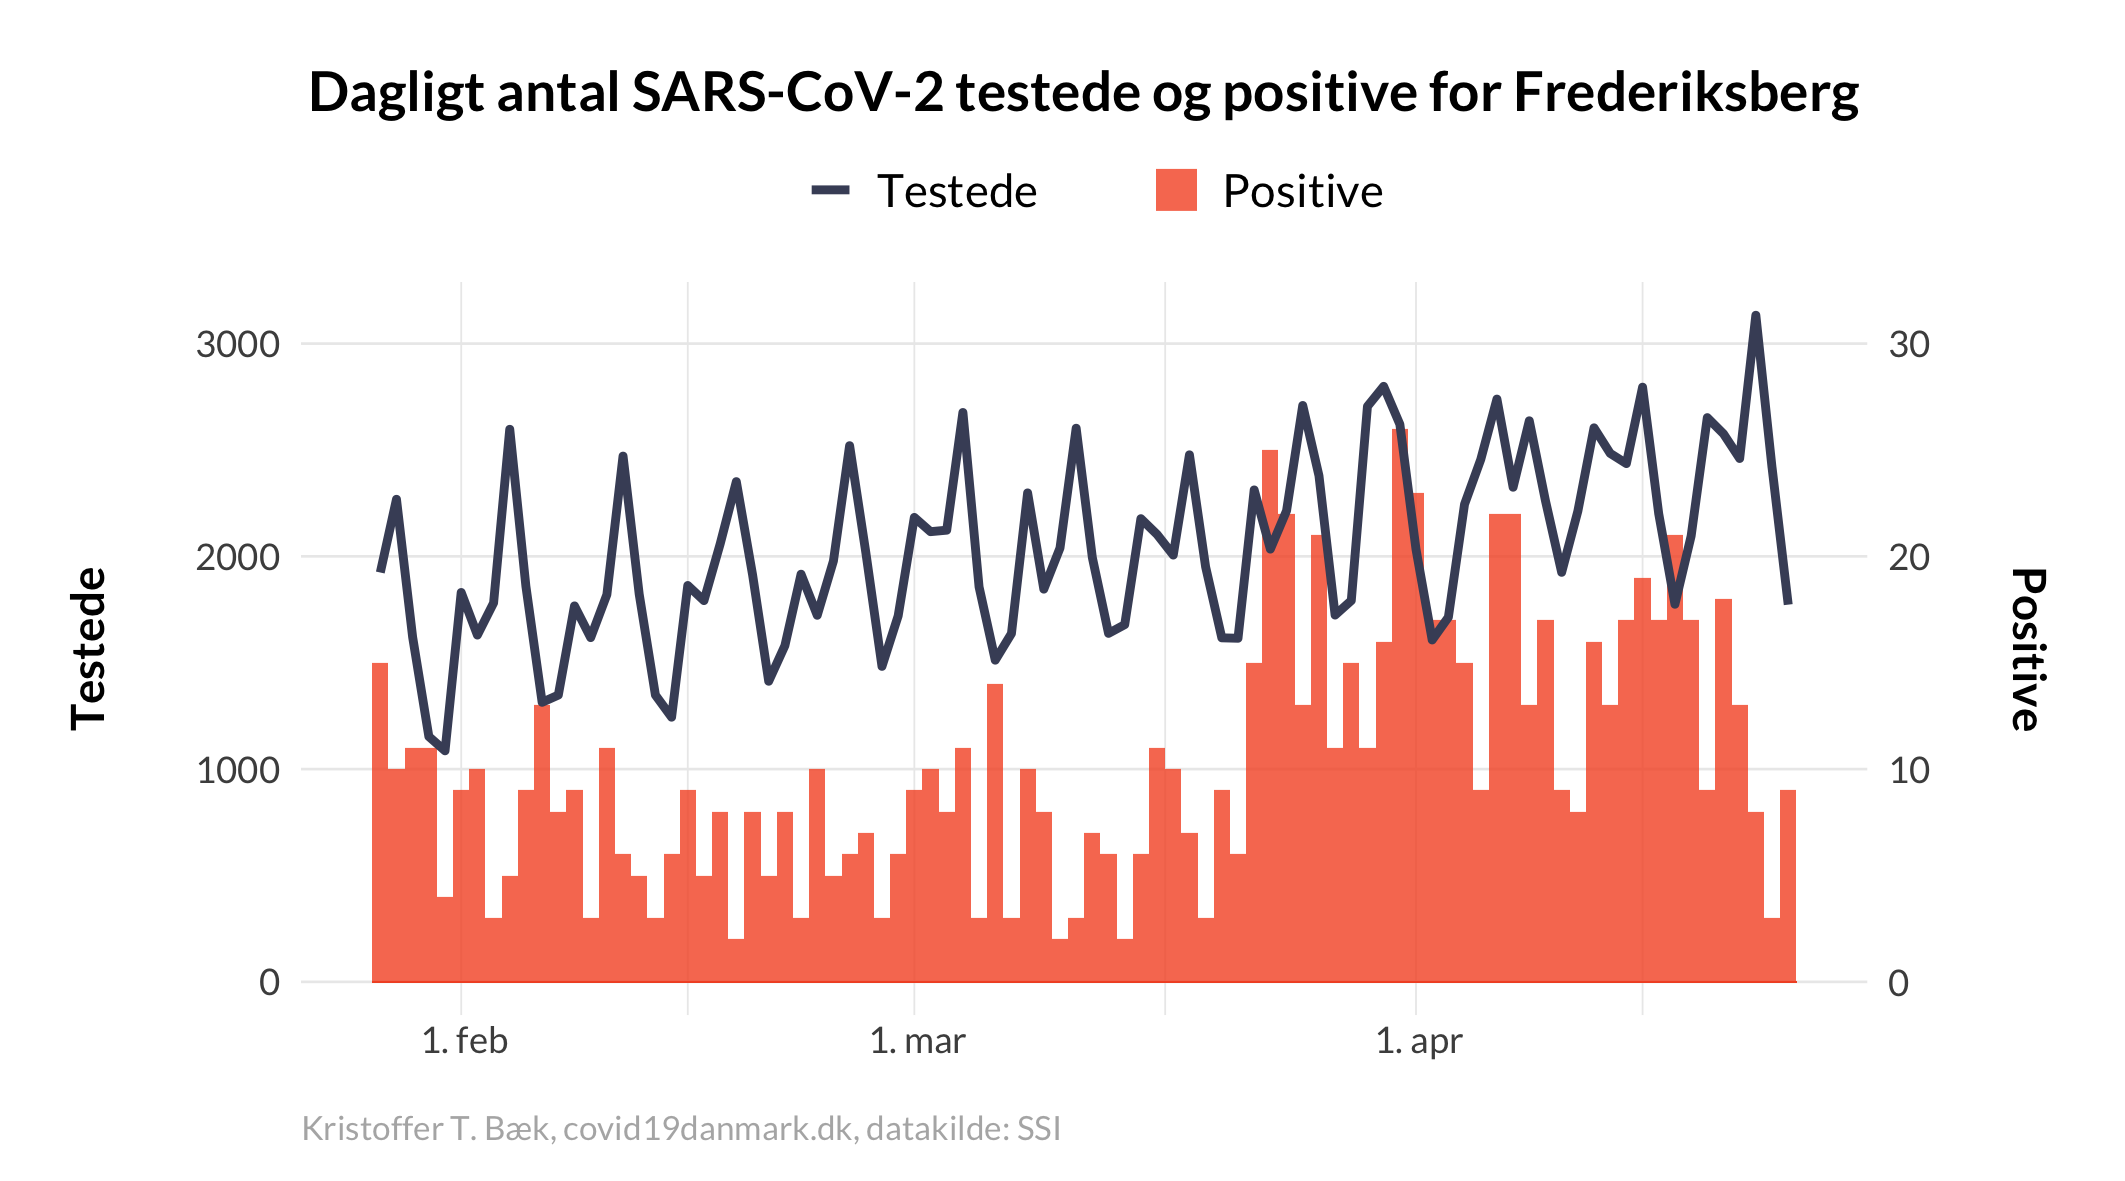 Dagligt antal SARS-CoV-2 testede og positive for Frederiksberg
Testede
Positive
3000
2000
1000
0
30
20
10
0
Testede
Positive
1. feb
1. mar
1. apr
Kristoffer T. Bæk, covid19danmark.dk, datakilde: SSI